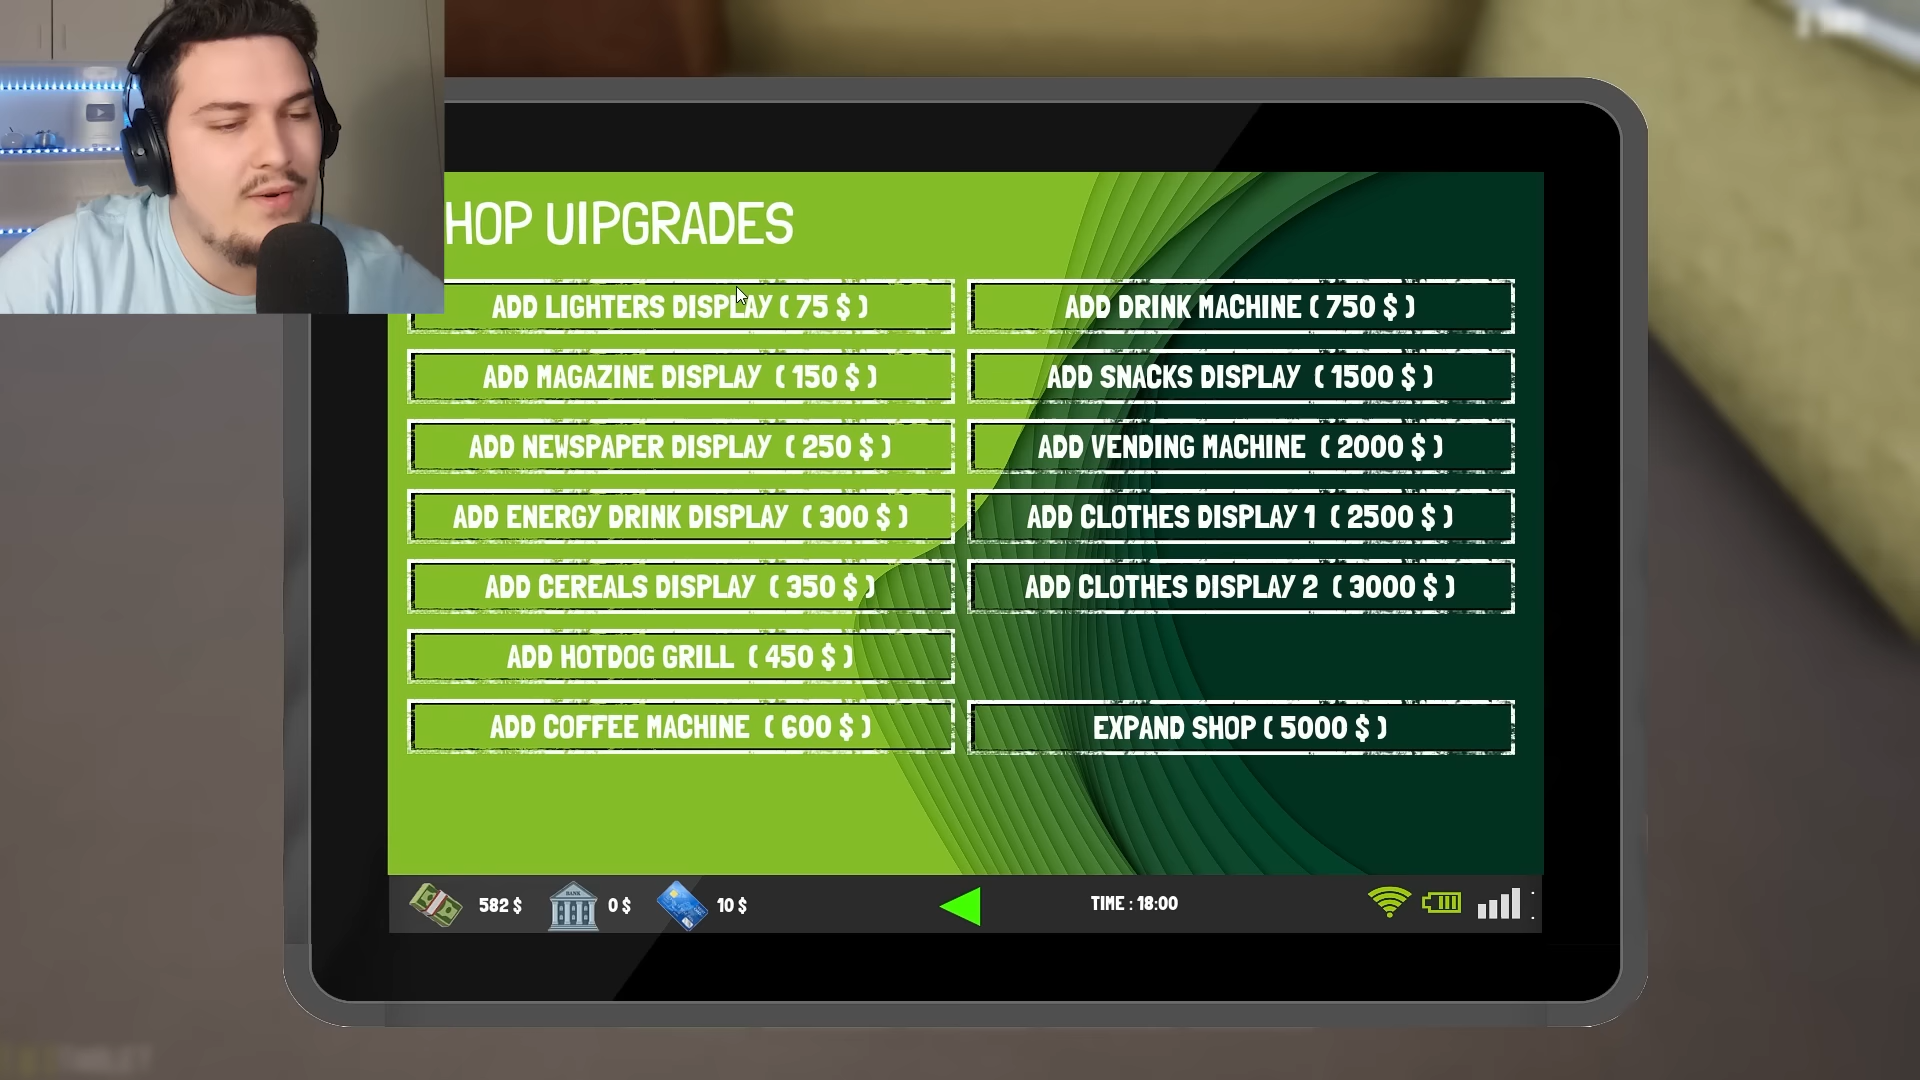 HOP UIPGRADES
ADD LIGHTERS DISPLAY ( 75 $ )
ADD MAGAZINE DISPLAY ( 150 $ )
ADD NEWSPAPER DISPLAY ( 250 $ )
ADD ENERGY DRINK DISPLAY ( 300 $ )
ADD CEREALS DISPLAY ( 350 $ )
ADD HOTDOG GRILL ( 450 $ )
ADD COFFEE MACHINE ( 600 $ )
ADD DRINK MACHINE ( 750 $ )
ADD SNACKS DISPLAY ( 1500 $ )
ADD VENDING MACHINE ( 2000 $ )
ADD CLOTHES DISPLAY 1 ( 2500 $ )
ADD CLOTHES DISPLAY 2 ( 3000 $ )
EXPAND SHOP ( 5000 $ )
582 $
BANK
0 $
10 $
TIME : 18:00